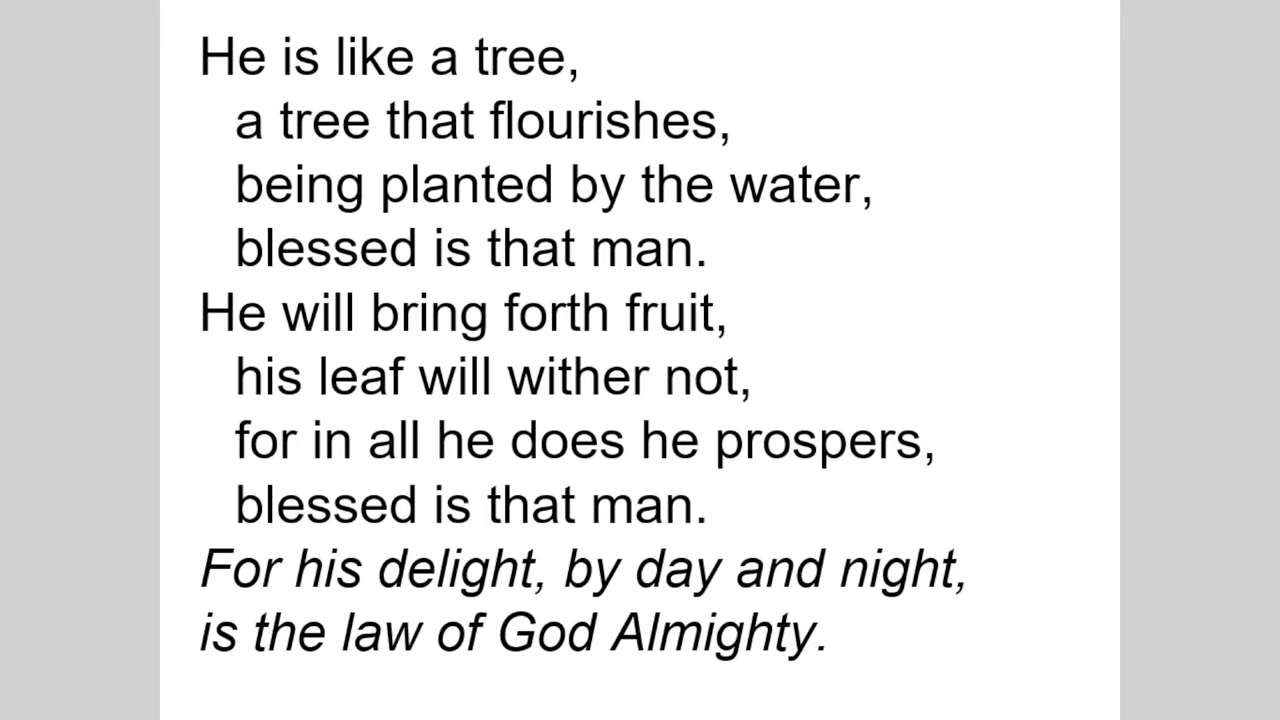 He is like a tree,
a tree that flourishes,
being planted by the water,
blessed is that man.
He will bring forth fruit,
his leaf will wither not,
for in all he does he prospers,
blessed is that man.
For his delight, by day and night,
is the law of God Almighty.